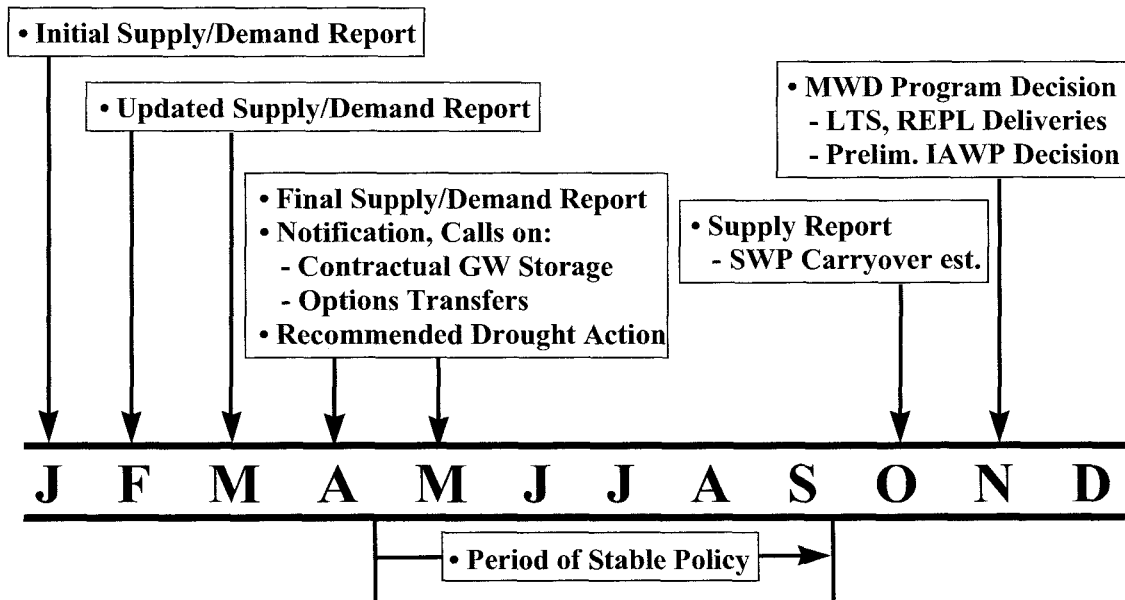 • Initial Supply/Demand Report
• Updated Supply/Demand Report
• MWD Program Decision
- LTS, REPL Deliveries
- Prelim. IAWP Decision
• Final Supply/Demand Report
• Notification, Calls on:
- Contractual GW Storage
- Options Transfers
• Recommended Drought Action
• Supply Report
- SWP Carryover est.
J F M A M J J A S O N D
• Period of Stable Policy